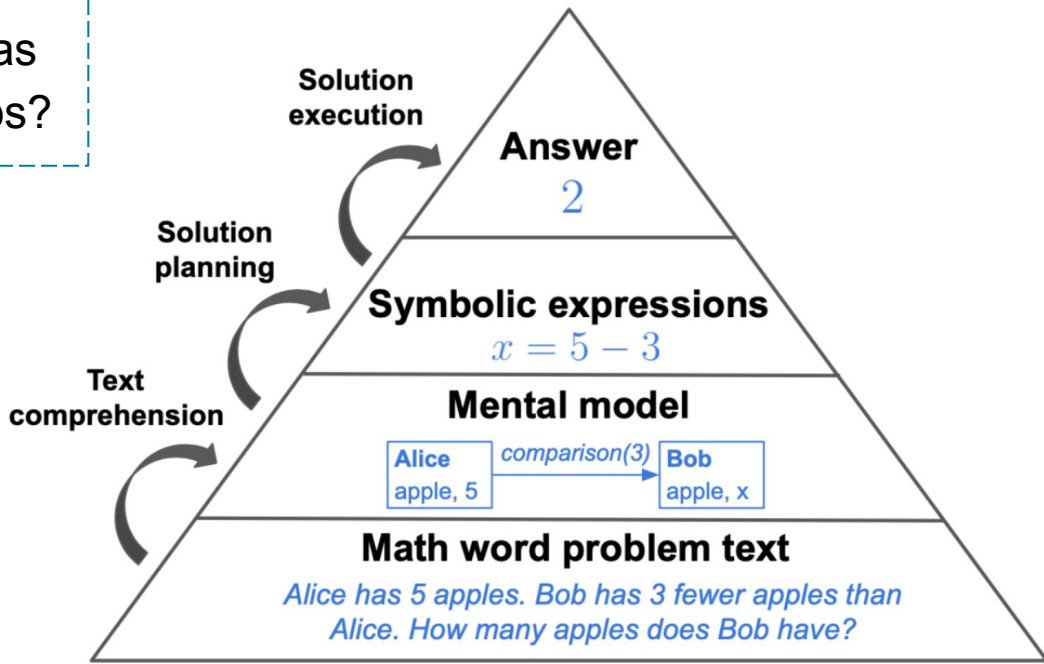 as
os?
Solution
execution
Answer
2
Solution
planning
Symbolic expressions
x = 5 − 3
Text
comprehension
Mental model
Alice
apple, 5
comparison(3)
Bob
apple, x
Math word problem text
Alice has 5 apples. Bob has 3 fewer apples than
Alice. How many apples does Bob have?